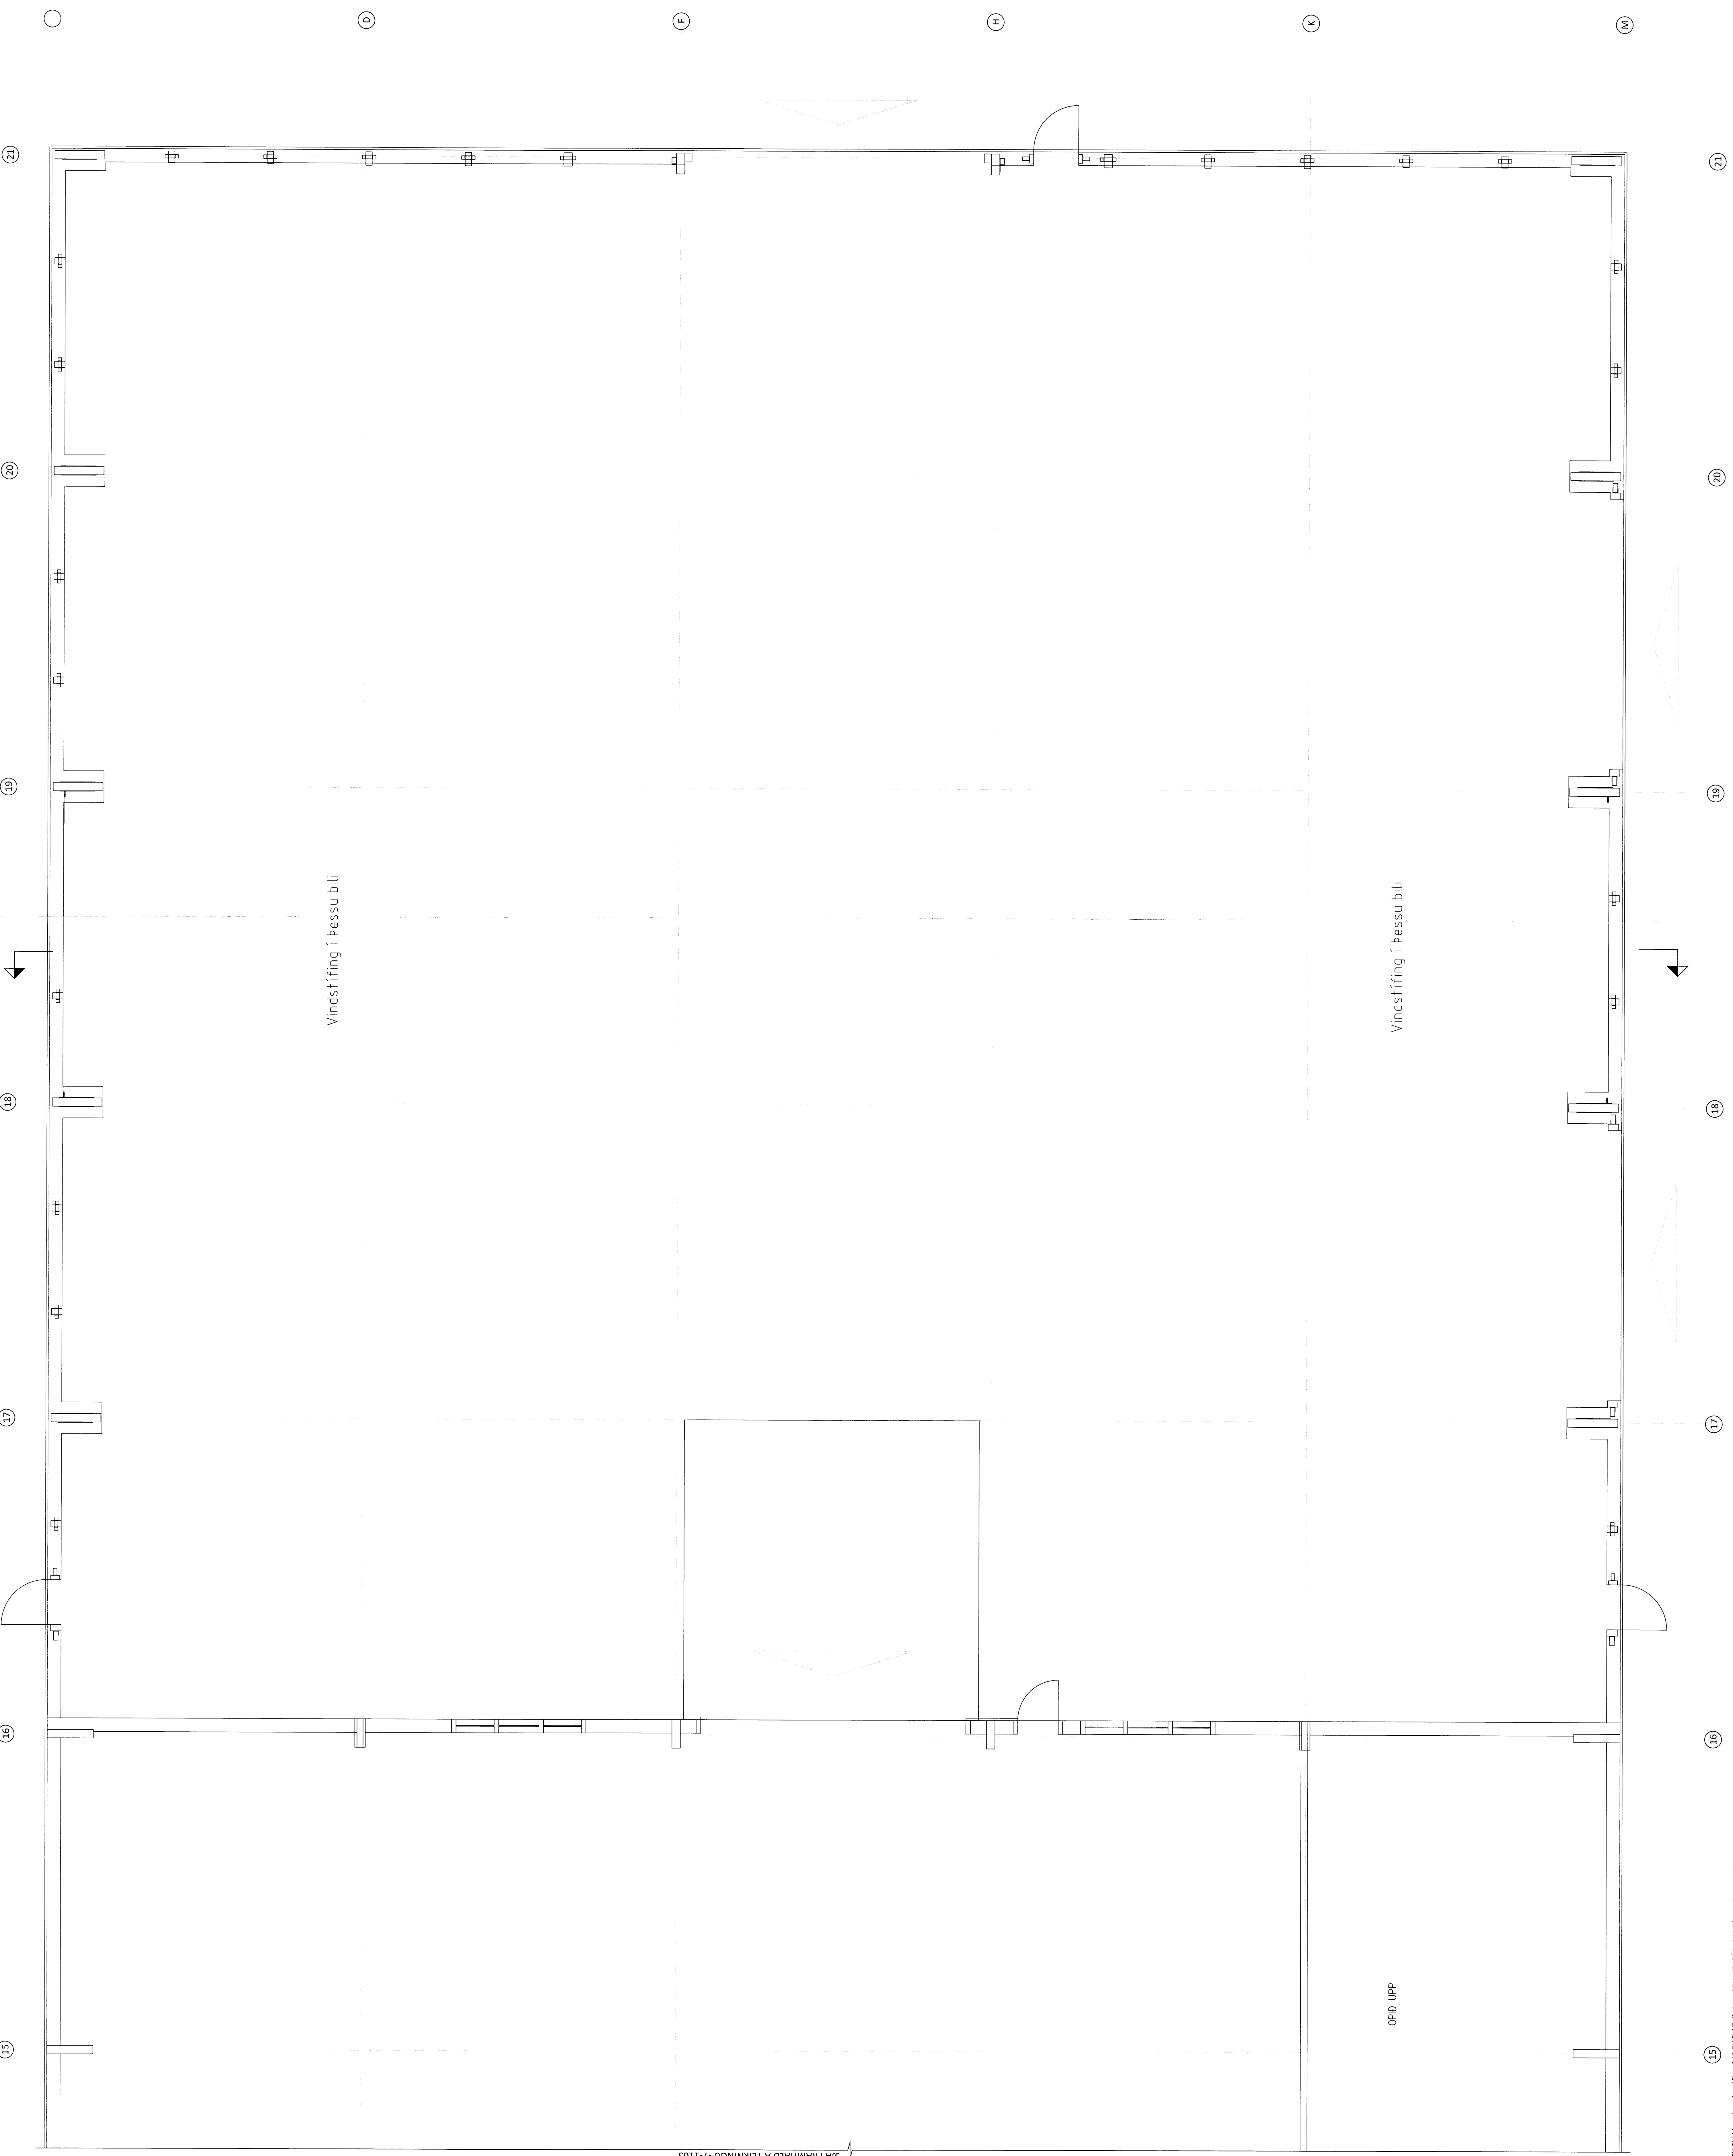 D
F
H
K
M
21
21
20
20
19
19
Vindstífing í Þessu bili
Vindstífing í Þessu bili
18
18
17
17
16
16
OPIÐ UPP
15
15